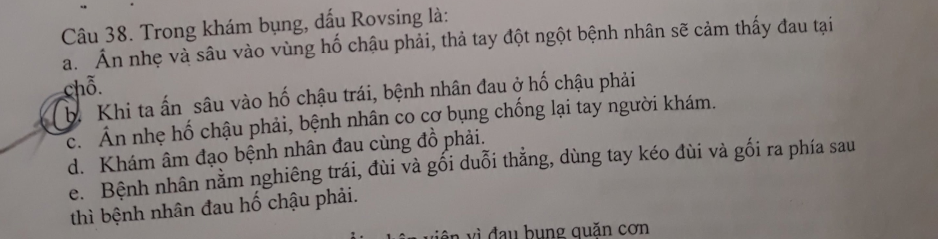 Câu 38. Trong khám bụng, dấu Rovsing là:
a. Ấn nhẹ và sâu vào vùng hố chậu phải, thả tay đột ngột bệnh nhân sẽ cảm thấy đau tại
chỗ.
b. Khi ta ấn sâu vào hố chậu trái, bệnh nhân đau ở hố chậu phải
c. Ấn nhẹ hố chậu phải, bệnh nhân co cơ bụng chống lại tay người khám.
d. Khám âm đạo bệnh nhân đau cùng đồ phải.
e. Bệnh nhân nằm nghiêng trái, đùi và gối duỗi thẳng, dùng tay kéo đùi và gối ra phía sau
thì bệnh nhân đau hố chậu phải.
viện vì đau bụng quặn cơn